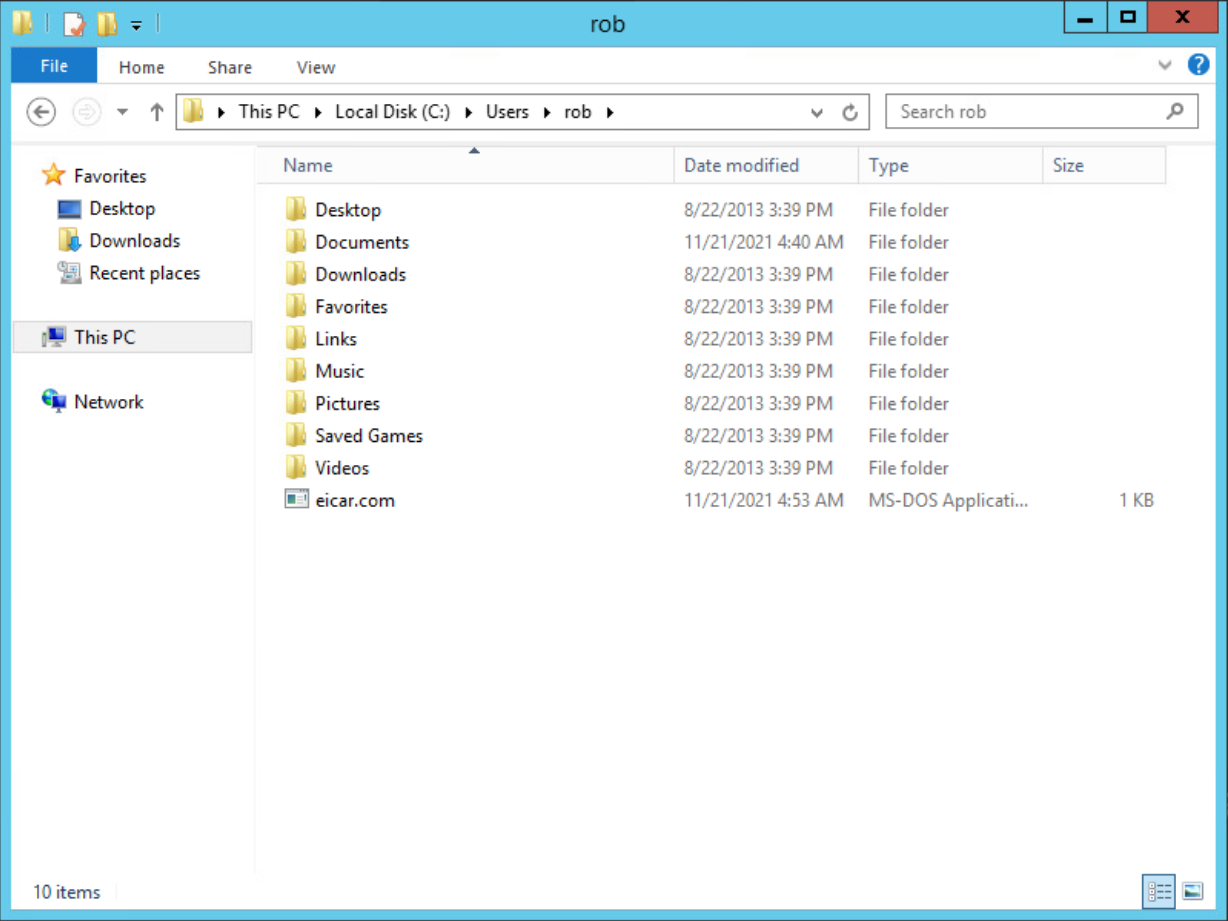 rob
File Home Share View
This PC Local Disk (C:) Users rob Search rob
Name Date modified Type Size
Favorites
Desktop
Downloads
Recent places
This PC
Network
Desktop 8/22/2013 3:39 PM File folder
Documents 11/21/2021 4:40 AM File folder
Downloads 8/22/2013 3:39 PM File folder
Favorites 8/22/2013 3:39 PM File folder
Links 8/22/2013 3:39 PM File folder
Music 8/22/2013 3:39 PM File folder
Pictures 8/22/2013 3:39 PM File folder
Saved Games 8/22/2013 3:39 PM File folder
Videos 8/22/2013 3:39 PM File folder
eicar.com 11/21/2021 4:53 AM MS-DOS Applicati... 1 KB
10 items